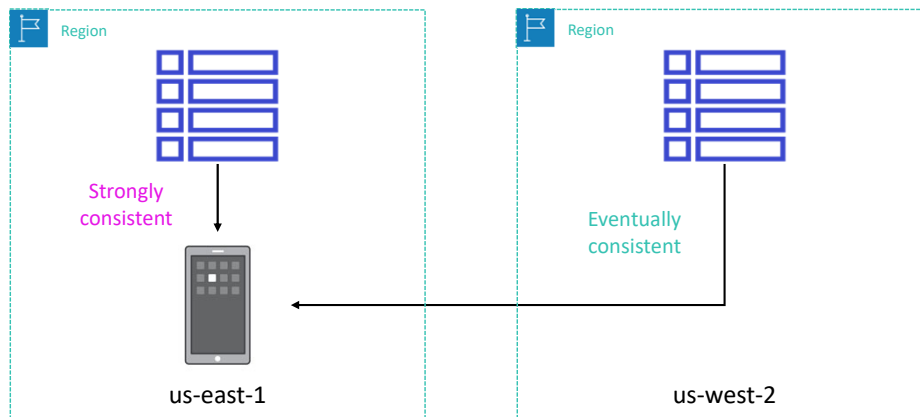 Region
Region
Strongly
consistent
Eventually
consistent
us-east-1
us-west-2